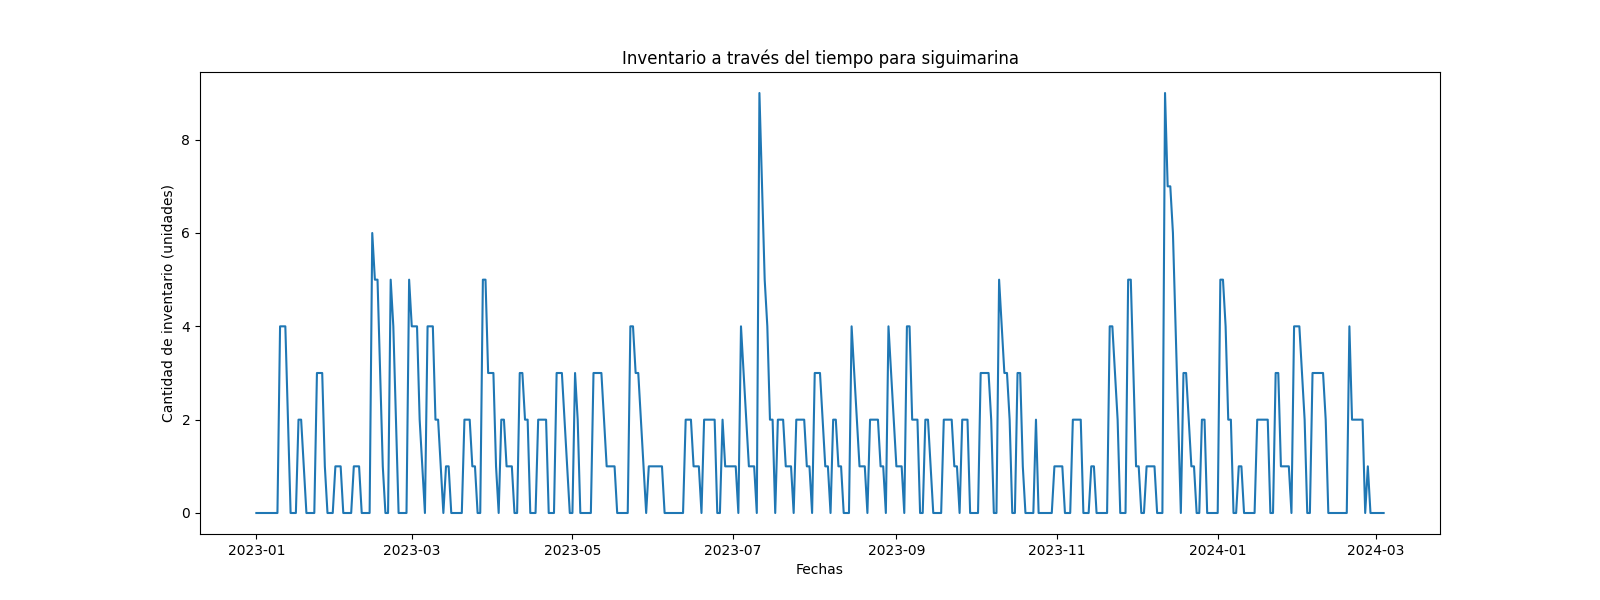 Inventario a través del tiempo para siguimarina
Cantidad de inventario (unidades)
8
6
4
2
0
2023-01 2023-03 2023-05 2023-07 2023-09 2023-11 2024-01 2024-03
Fechas